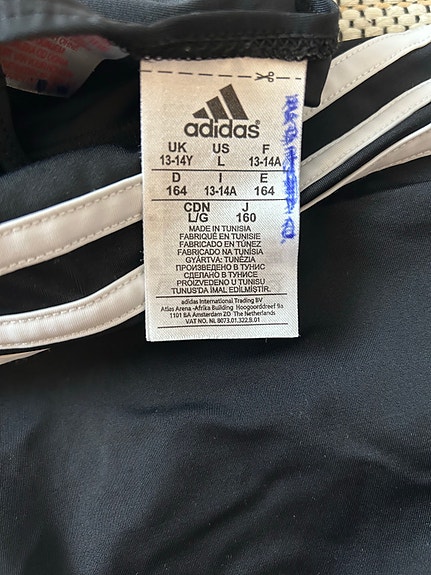 adidas®
UK US F
13-14Y L 13-14A
D I E
164 13-14A 164
CDN J
L/G 160
MADE IN TUNISIA
FABRIQUÉ EN TUNISIE
FABRICADO EN TÚNEZ
FABRICADO NA TUNÍSIA
GYÁRTVA: TUNÉZIA
ПРОИЗВЕДЕНО В ТУНИС
СДЕЛАНО В ТУНИСЕ
PROIZVEDENO U TUNISU
TUNUS'DA İMAL EDİLMİŞTİR.
adidas International Trading BV
Atlas Arena -Afrika Building Hoogoorddreef 9a
1101 BA Amsterdam ZO The Netherlands
VAT NO. NL 8073.01.322.B.01